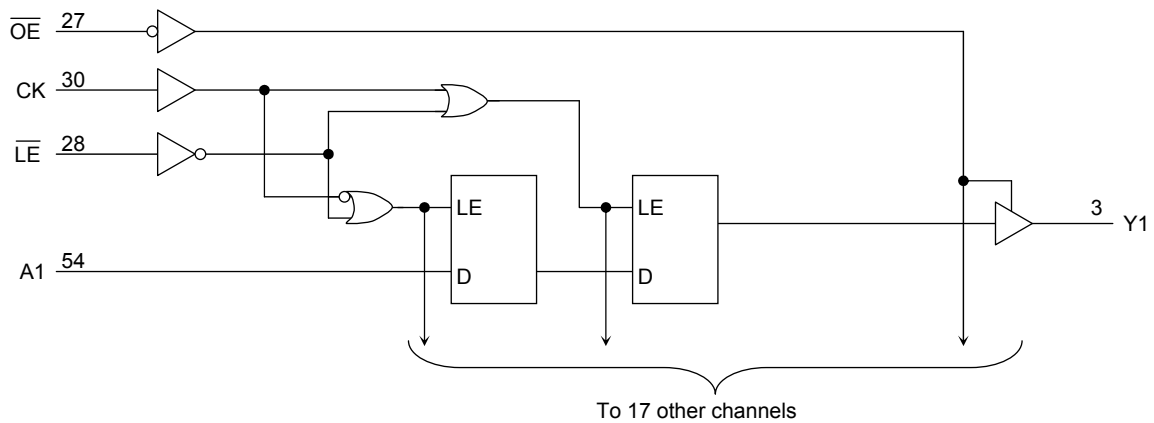 OE 27
CK 30
LE 28
A1 54
LE
D
LE
D
3 Y1
To 17 other channels